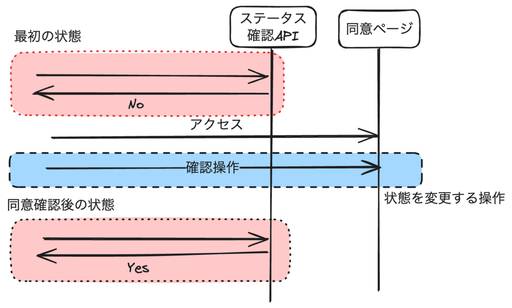 ステータス
確認API
同意ページ
最初の状態
No
アクセス
確認操作
状態を変更する操作
同意確認後の状態
Yes